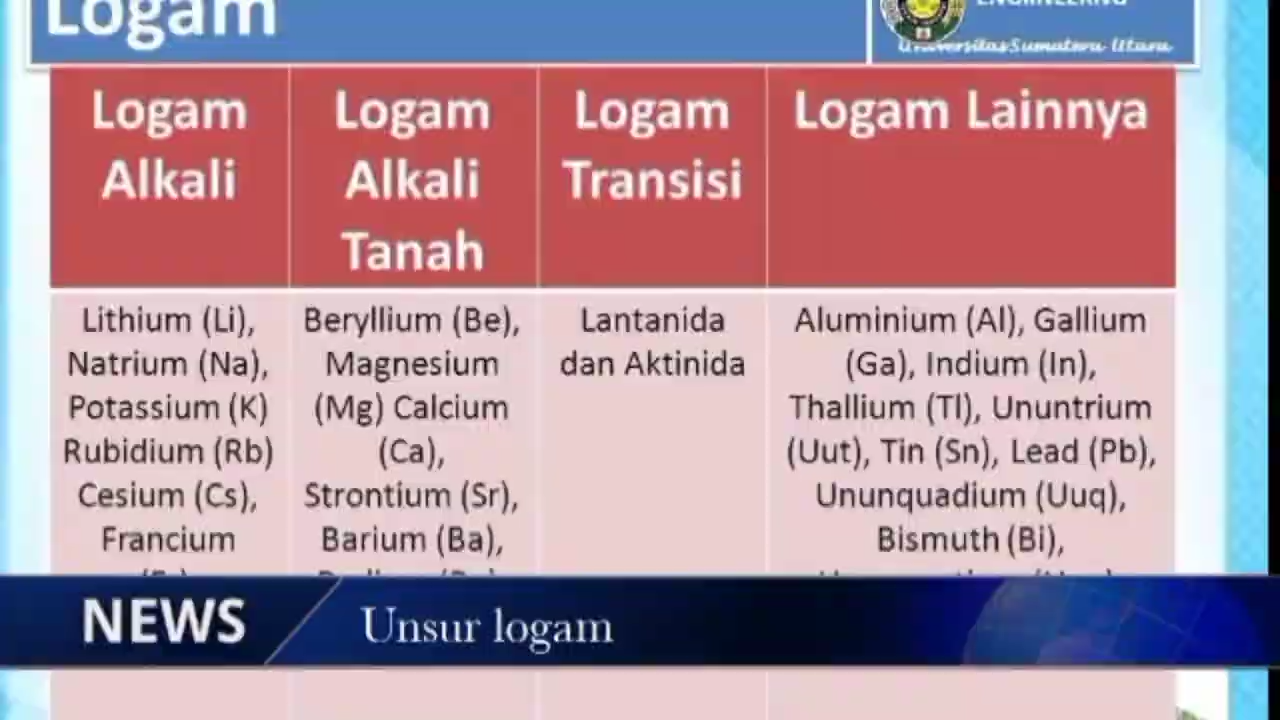 Logam
ENGINEERING
Universitas Sumatera Utara
Logam
Alkali
Logam
Alkali
Tanah
Logam
Transisi
Logam Lainnya
Lithium (Li),
Natrium (Na),
Potassium (K)
Rubidium (Rb)
Cesium (Cs),
Francium
Beryllium (Be),
Magnesium
(Mg) Calcium
(Ca),
Strontium (Sr),
Barium (Ba),
Lantanida
dan Aktinida
Aluminium (Al), Gallium
(Ga), Indium (In),
Thallium (Tl), Ununtrium
(Uut), Tin (Sn), Lead (Pb),
Ununquadium (Uuq),
Bismuth (Bi),
NEWS
Unsur logam